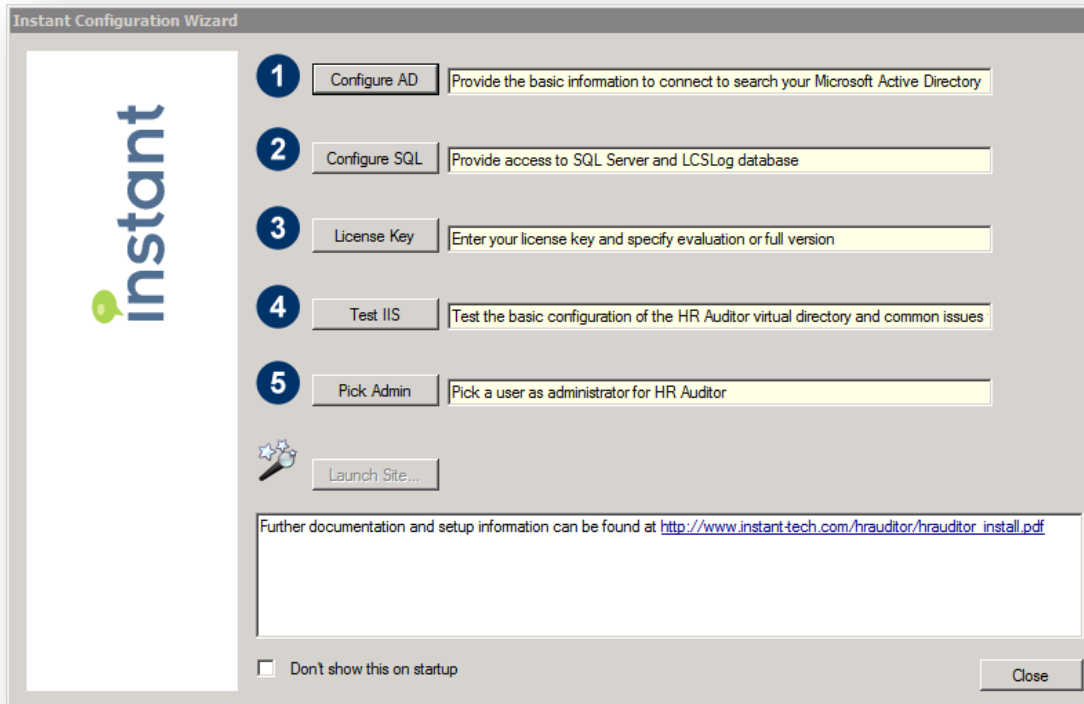 Instant Configuration Wizard
instant
1 Configure AD Provide the basic information to connect to search your Microsoft Active Directory
2 Configure SQL Provide access to SQL Server and LCSLog database
3 License Key Enter your license key and specify evaluation or full version
4 Test IIS Test the basic configuration of the HR Auditor virtual directory and common issues
5 Pick Admin Pick a user as administrator for HR Auditor
Launch Site...
Further documentation and setup information can be found at http://www.instant-tech.com/hrauditor/hrauditor_install.pdf
Don't show this on startup
Close